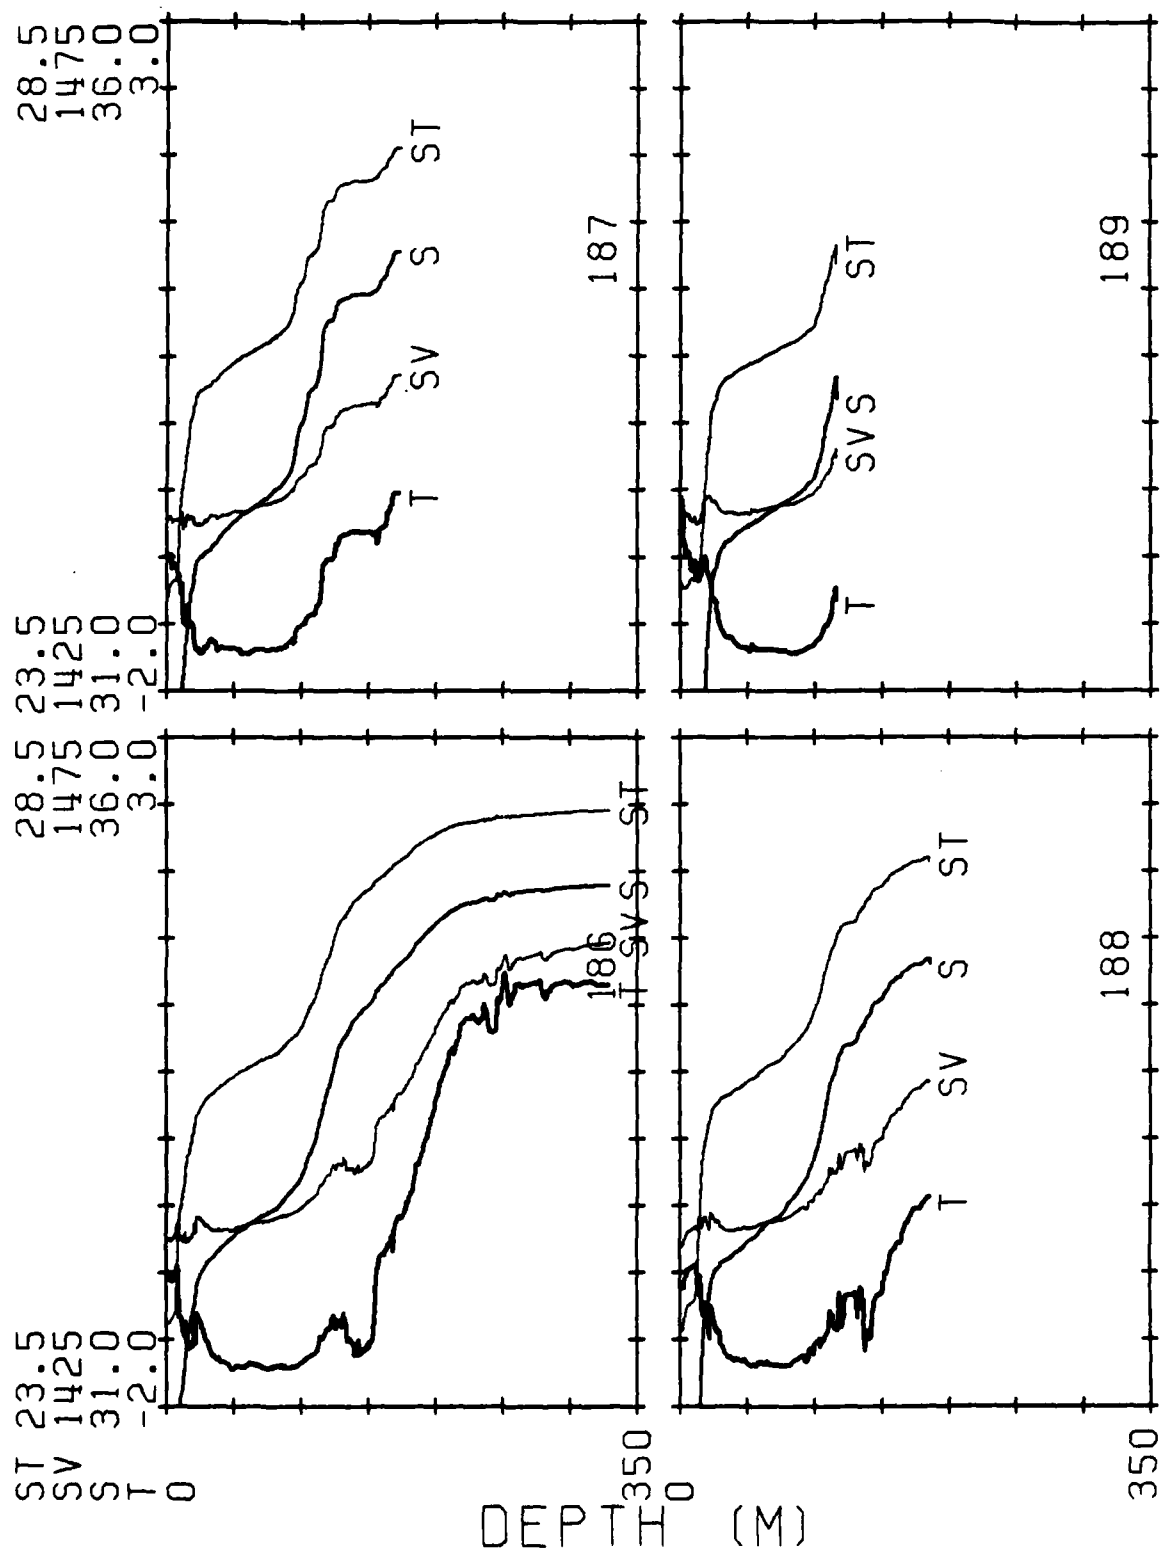 ST 23.5 28.5 23.5 28.5
SV 1425 1475 1425 1475
S 31.0 36.0 31.0 36.0
T -2.0 3.0 -2.0 3.0
0
T SV S ST
186
350
T SV S ST
187
0
T SV S ST
188
350
T SV S ST
189
DEPTH (M)